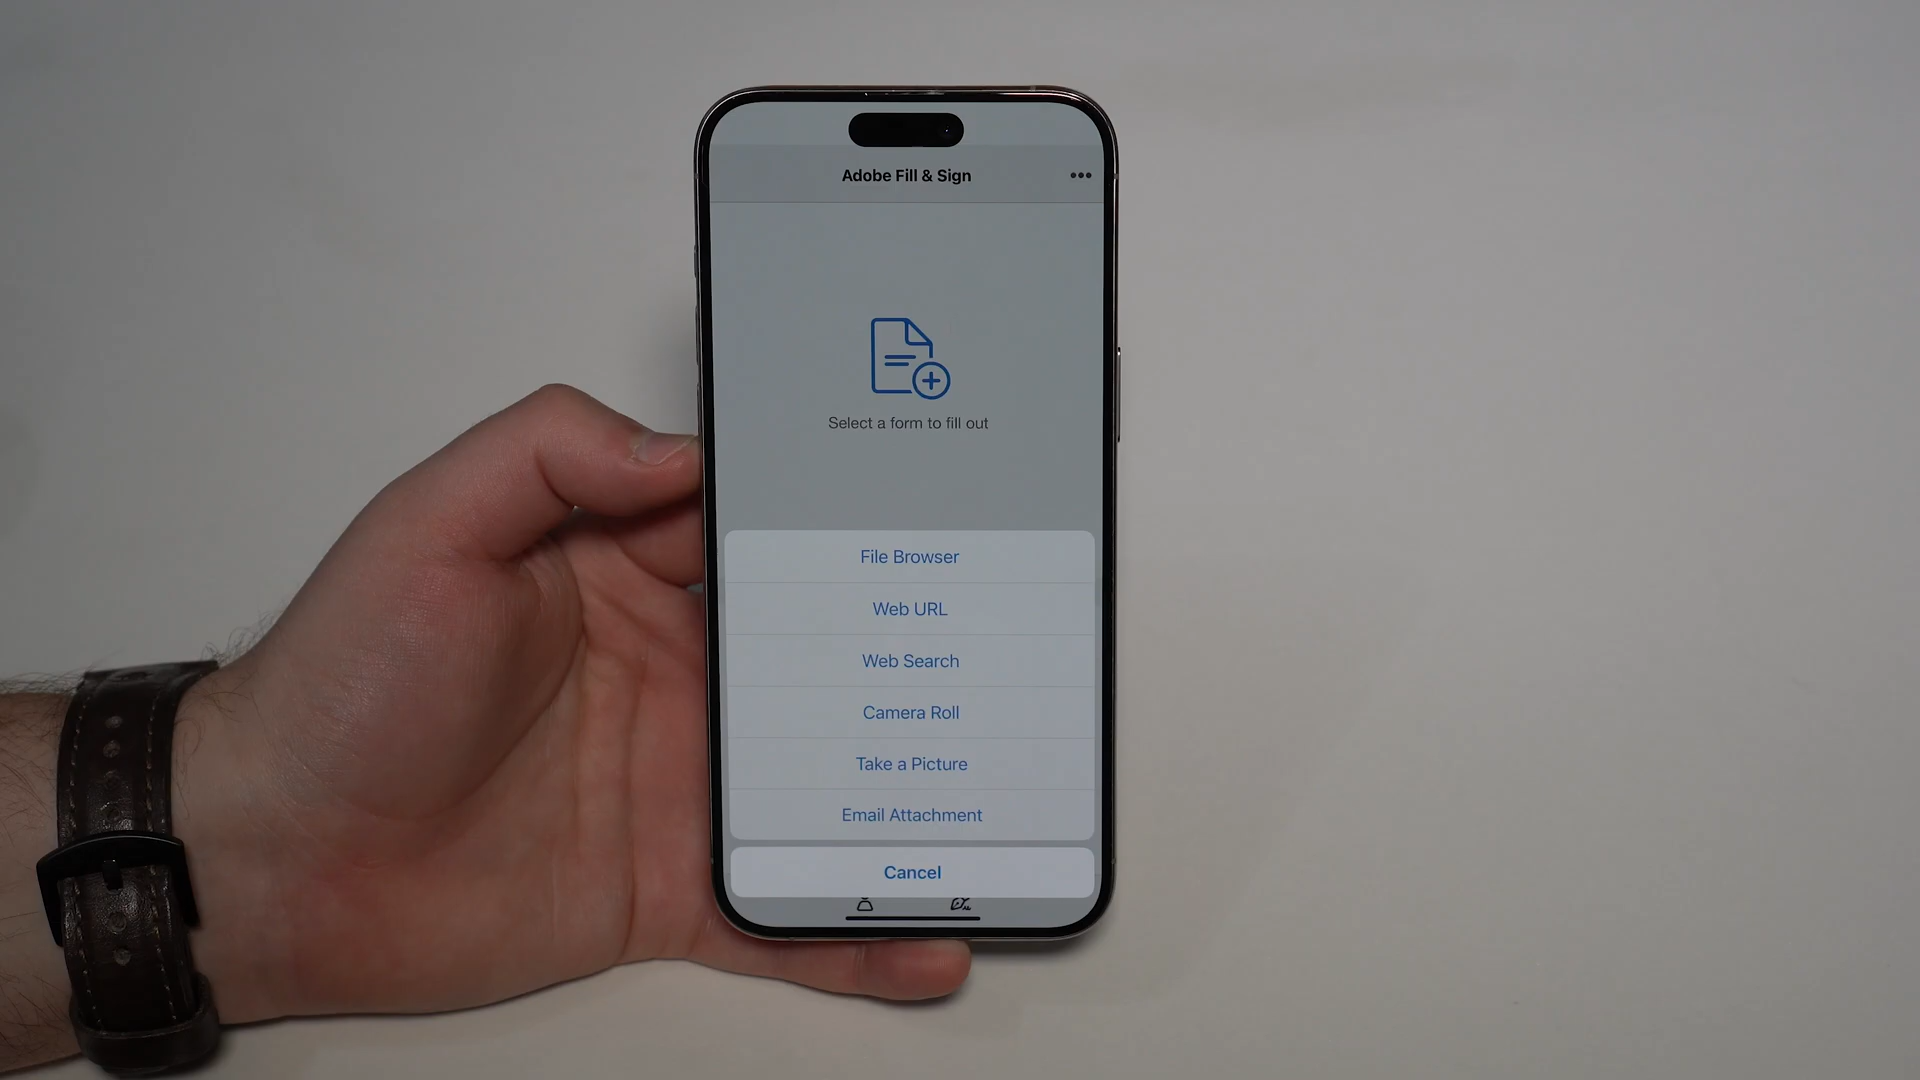 Adobe Fill & Sign
Select a form to fill out
File Browser
Web URL
Web Search
Camera Roll
Take a Picture
Email Attachment
Cancel